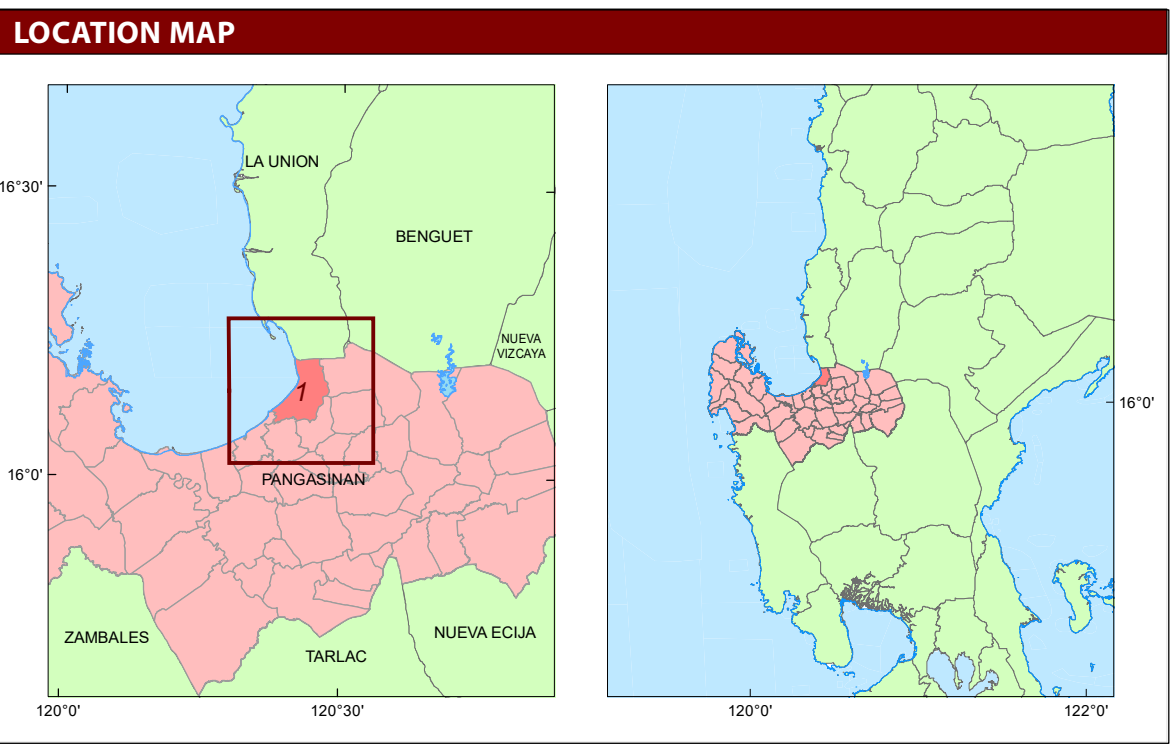 LOCATION MAP
LA UNION
16°30'
BENGUET
NUEVA
VIZCAYA
1
16°0'
PANGASINAN
ZAMBALES
NUEVA ECIJA
TARLAC
120°0'
120°30'
16°0'
120°0'
122°0'